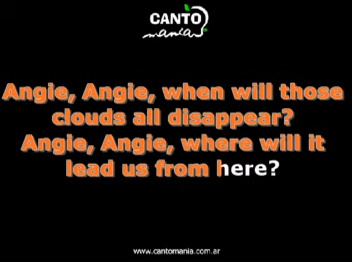 CANTO
mania
Angie, Angie, when will those
clouds all disappear?
Angie, Angie, where will it
lead us from here?
www.cantomania.com.ar